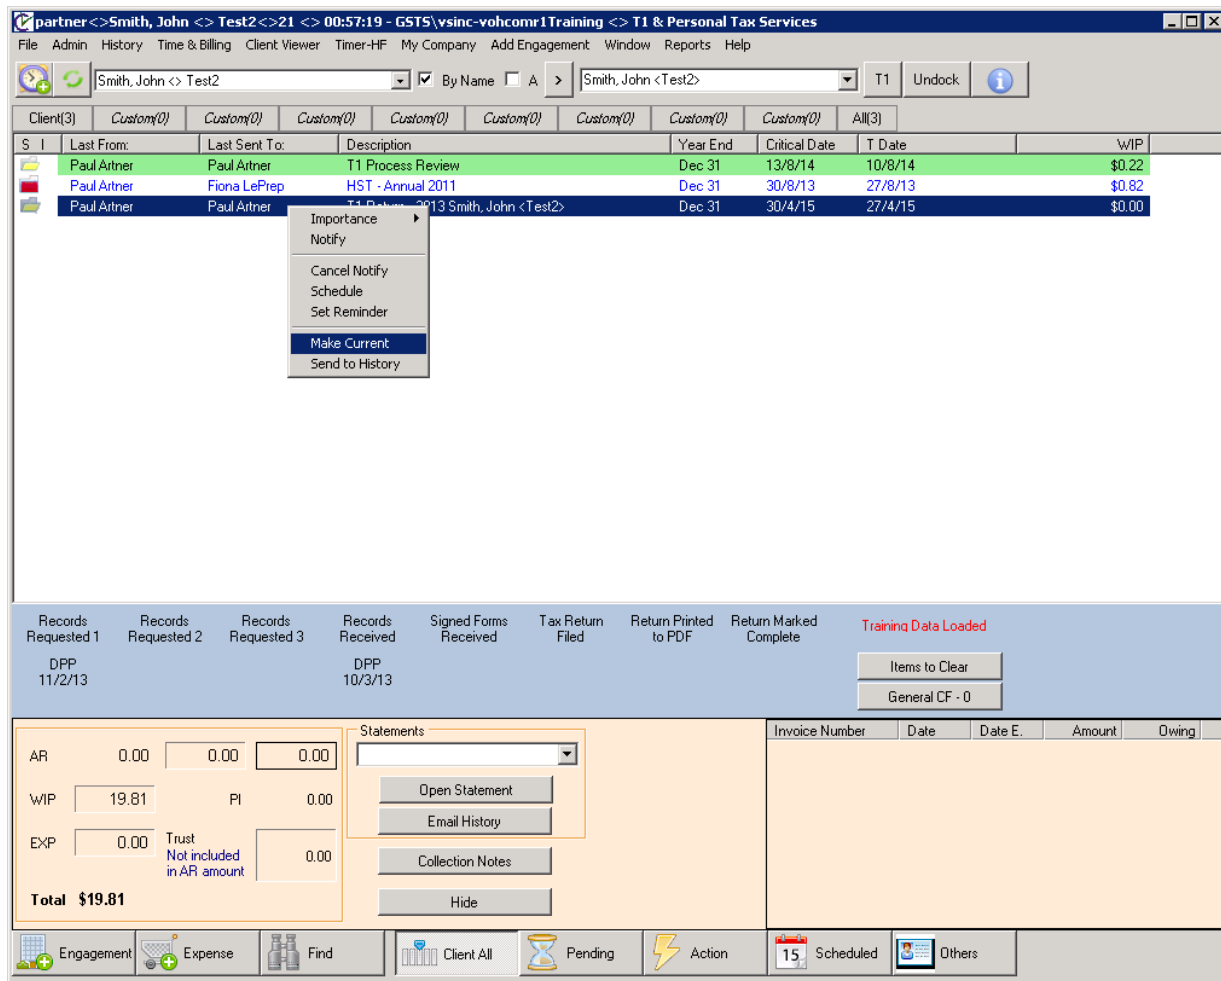 partner<>Smith, John <> Test2<>21 <> 00:57:19 - GSTS\vsinc-vohcomr1Training <> T1 & Personal Tax Services
File Admin History Time & Billing Client Viewer Timer-HF My Company Add Engagement Window Reports Help
Smith, John <> Test2 By Name A > Smith, John <Test2> T1 Undock
Client(3) Custom(0) Custom(0) Custom(0) Custom(0) Custom(0) Custom(0) Custom(0) Custom(0) All(3)
S I Last From: Last Sent To: Description Year End Critical Date T Date WIP
Paul Artner Paul Artner T1 Process Review Dec 31 13/8/14 10/8/14 $0.22
Paul Artner Fiona LePrep HST - Annual 2011 Dec 31 30/8/13 27/8/13 $0.82
Paul Artner Paul Artner T1 Return - 2013 Smith, John <Test2> Dec 31 30/4/15 27/4/15 $0.00
Importance
Notify
Cancel Notify
Schedule
Set Reminder
Make Current
Send to History
Records Requested 1 Records Requested 2 Records Requested 3 Records Received Signed Forms Received Tax Return Filed Return Printed to PDF Return Marked Complete Training Data Loaded
DPP 11/2/13 DPP 10/3/13
Items to Clear
General CF - 0
AR 0.00 0.00 0.00
WIP 19.81 PI 0.00
EXP 0.00 Trust Not included in AR amount 0.00
Total $19.81
Statements
Open Statement
Email History
Collection Notes
Hide
Invoice Number Date Date E. Amount Owing
Engagement Expense Find Client All Pending Action 15 Scheduled Others